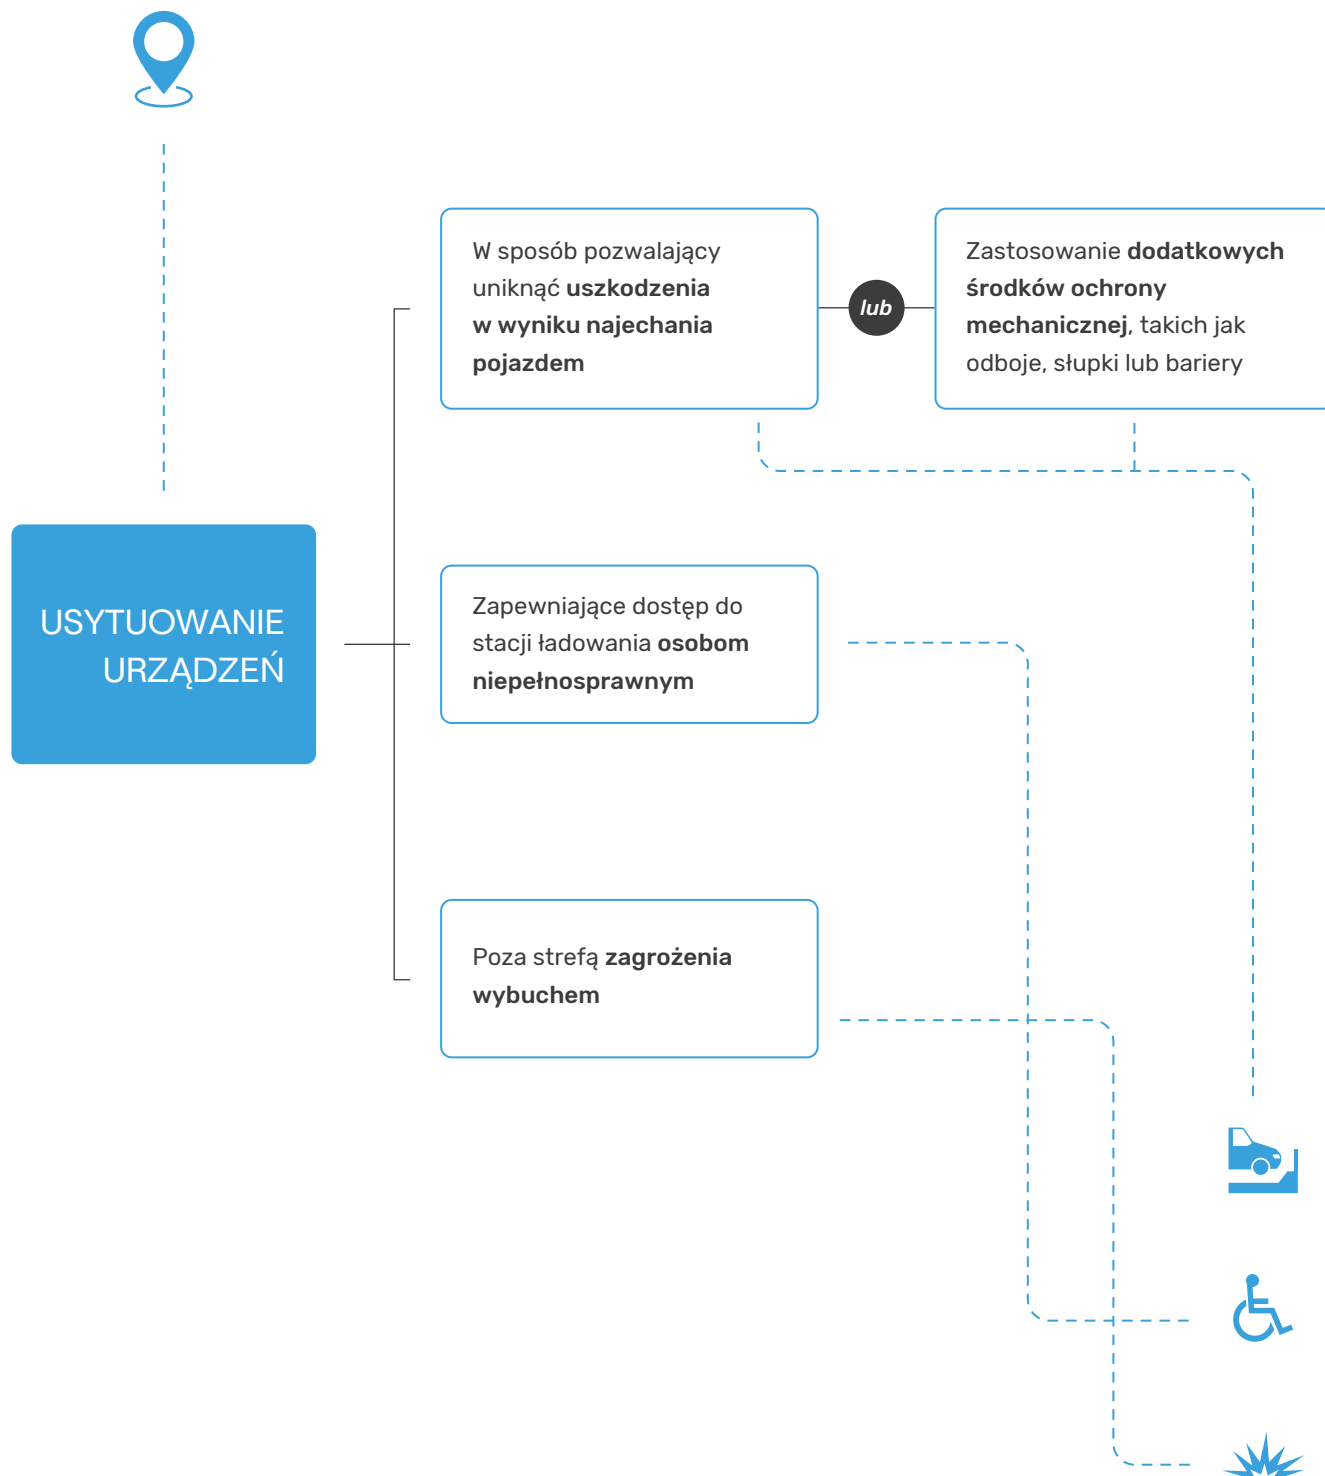 W sposób pozwalający
uniknąć uszkodzenia
w wyniku najechania
pojazdem
lub
Zastosowanie dodatkowych
środków ochrony
mechanicznej, takich jak
odboje, słupki lub bariery
USYTUOWANIE
URZĄDZEŃ
Zapewniające dostęp do
stacji ładowania osobom
niepełnosprawnym
Poza strefą zagrożenia
wybuchem